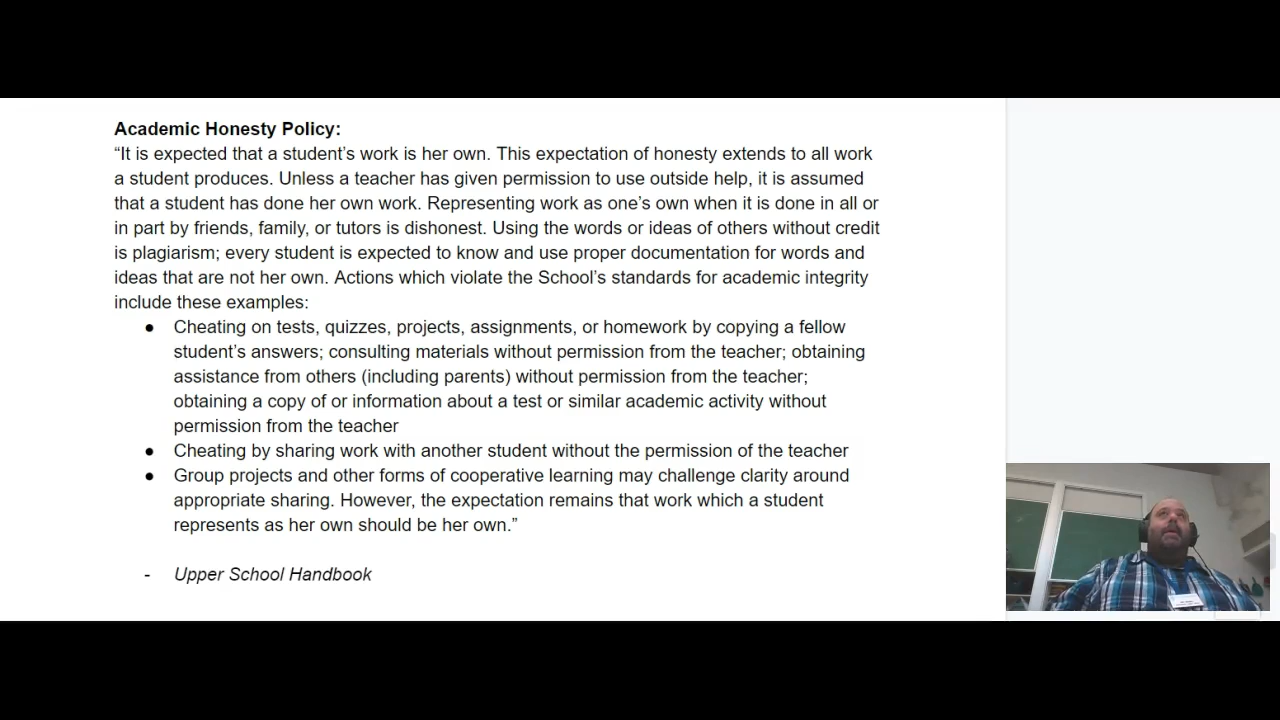 Academic Honesty Policy:
“It is expected that a student’s work is her own. This expectation of honesty extends to all work
a student produces. Unless a teacher has given permission to use outside help, it is assumed
that a student has done her own work. Representing work as one’s own when it is done in all or
in part by friends, family, or tutors is dishonest. Using the words or ideas of others without credit
is plagiarism; every student is expected to know and use proper documentation for words and
ideas that are not her own. Actions which violate the School’s standards for academic integrity
include these examples:
● Cheating on tests, quizzes, projects, assignments, or homework by copying a fellow
student’s answers; consulting materials without permission from the teacher; obtaining
assistance from others (including parents) without permission from the teacher;
obtaining a copy of or information about a test or similar academic activity without
permission from the teacher
● Cheating by sharing work with another student without the permission of the teacher
● Group projects and other forms of cooperative learning may challenge clarity around
appropriate sharing. However, the expectation remains that work which a student
represents as her own should be her own.”
- Upper School Handbook